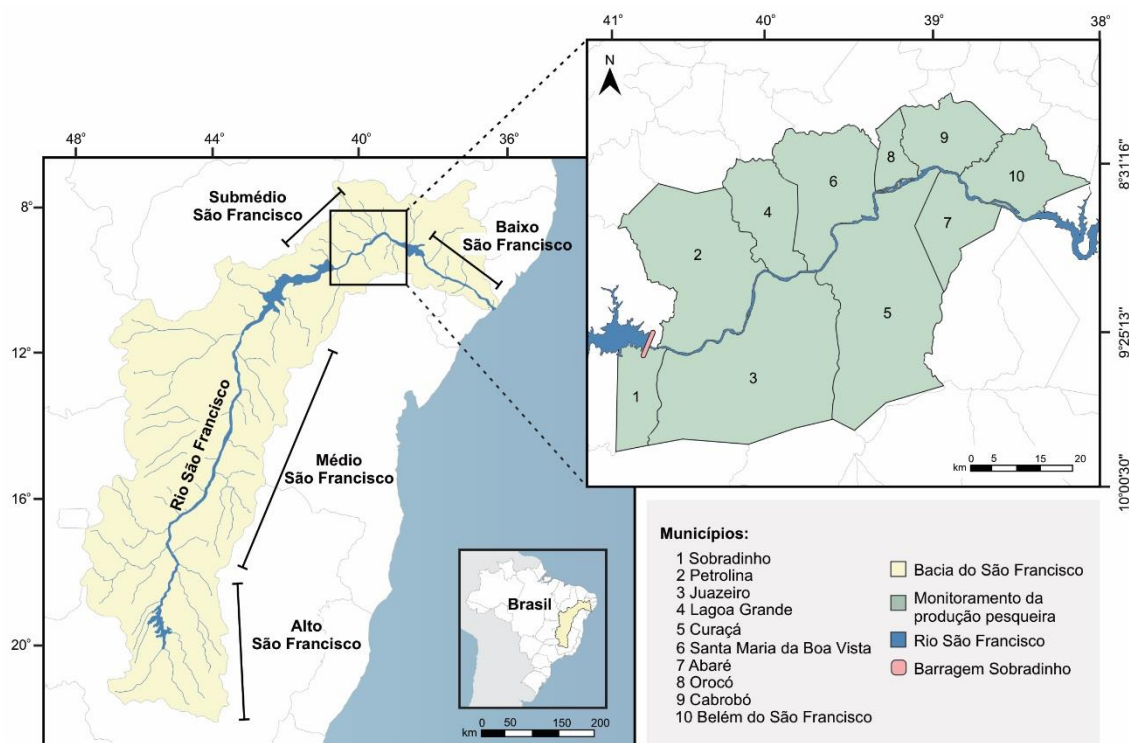 48°
44°
40°
36°
8°
12°
16°
20°
Submédio
São Francisco
Baixo
São Francisco
Rio São Francisco
Médio
São Francisco
Alto
São Francisco
Brasil
km
0
50
100
200
41°
40°
39°
38°
N
8°31'16"
9°25'13"
10°00'30"
1
2
3
4
5
6
7
8
9
10
km
0
5
15
20
Municípios:
1 Sobradinho
2 Petrolina
3 Juazeiro
4 Lagoa Grande
5 Curaçá
6 Santa Maria da Boa Vista
7 Abaré
8 Orocó
9 Cabrobó
10 Belém do São Francisco
Bacia do São Francisco
Monitoramento da
produção pesqueira
Rio São Francisco
Barragem Sobradinho